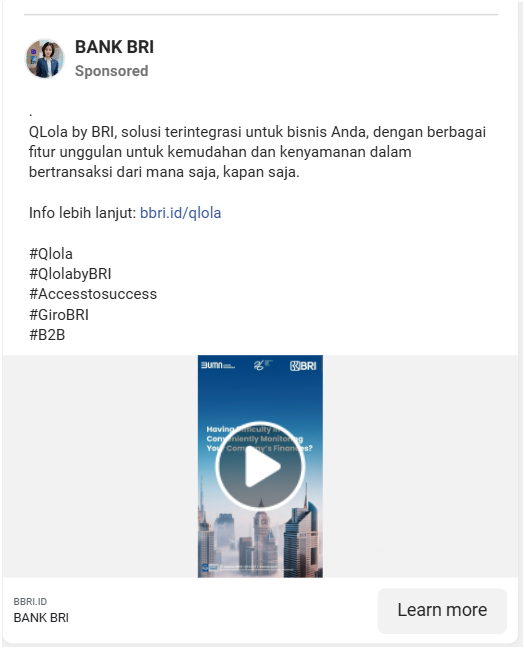 BANK BRI
Sponsored
.
QLola by BRI, solusi terintegrasi untuk bisnis Anda, dengan berbagai
fitur unggulan untuk kemudahan dan kenyamanan dalam
bertransaksi dari mana saja, kapan saja.
Info lebih lanjut: bbri.id/qlola
#Qlola
#QlolabyBRI
#Accesstosuccess
#GiroBRI
#B2B
BUMN BRI
Having Difficulty in
Conveniently Monitoring
Your Company's Finances?
BBRI.ID
BANK BRI
Learn more